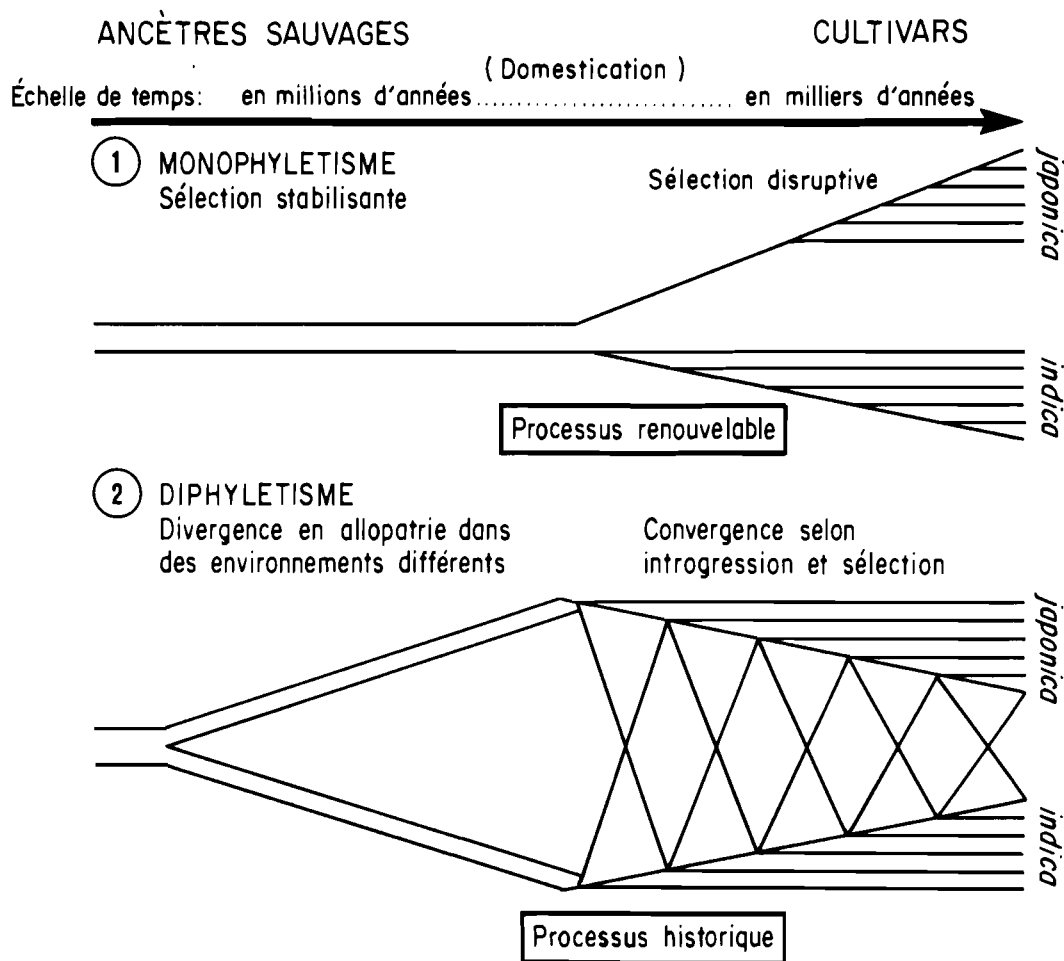 ANCÈTRES SAUVAGES
CULTIVARS
( Domestication )
Échelle de temps: en millions d'années........................... en milliers d'années
1 MONOPHYLETISME
Sélection stabilisante
Sélection disruptive
japonica
indica
Processus renouvelable
2 DIPHYLETISME
Divergence en allopatrie dans
des environnements différents
Convergence selon
introgression et sélection
japonica
indica
Processus historique